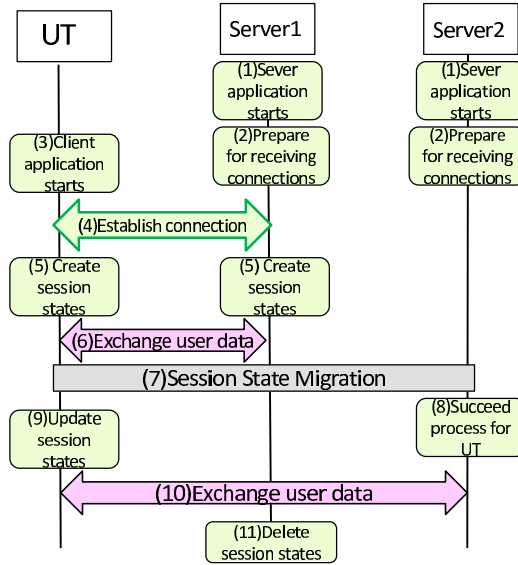 UT
Server1
Server2
(1)Sever
application
starts
(1)Sever
application
starts
(2)Prepare
for receiving
connections
(2)Prepare
for receiving
connections
(3)Client
application
starts
(4)Establish connection
(5) Create
session
states
(5) Create
session
states
(6)Exchange user data
(7)Session State Migration
(8)Succeed
process for
UT
(9)Update
session
states
(10)Exchange user data
(11)Delete
session states